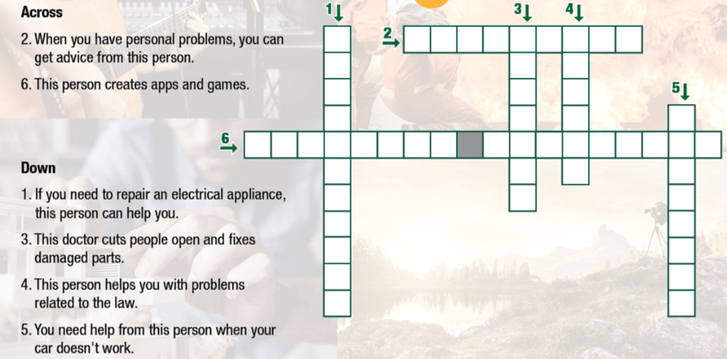 Across
2. When you have personal problems, you can
get advice from this person.
6. This person creates apps and games.
Down
1. If you need to repair an electrical appliance,
this person can help you.
3. This doctor cuts people open and fixes
damaged parts.
4. This person helps you with problems
related to the law.
5. You need help from this person when your
car doesn't work.
1
2
3
4
5
6